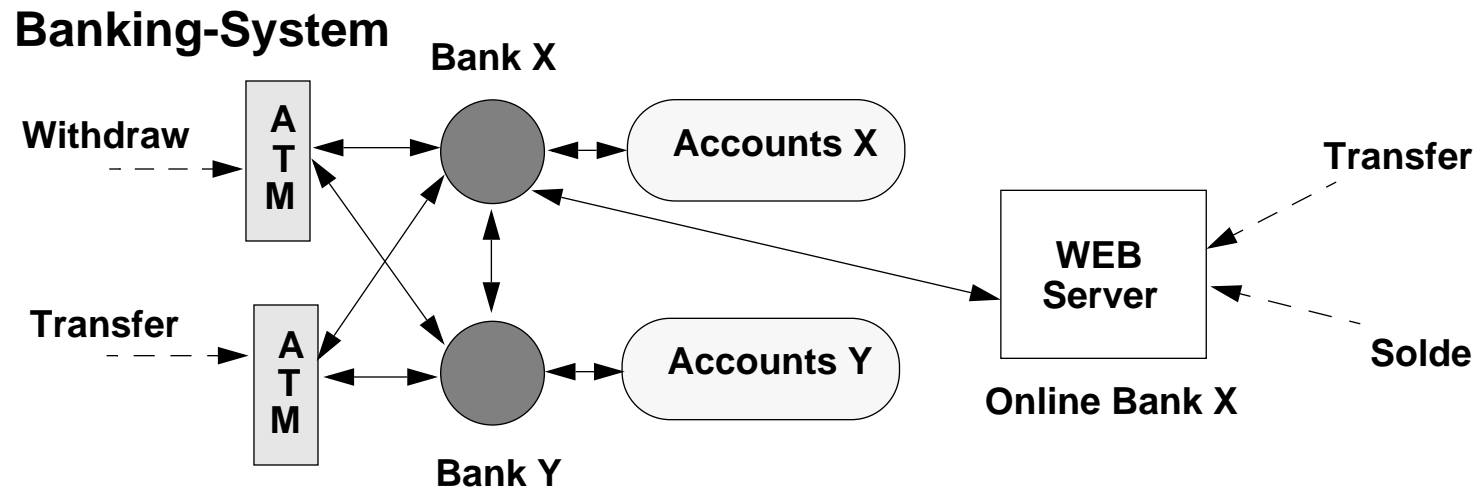 Banking-System
Bank X
Withdraw
A
T
M
Accounts X
Transfer
WEB
Server
Transfer
A
T
M
Accounts Y
Solde
Online Bank X
Bank Y